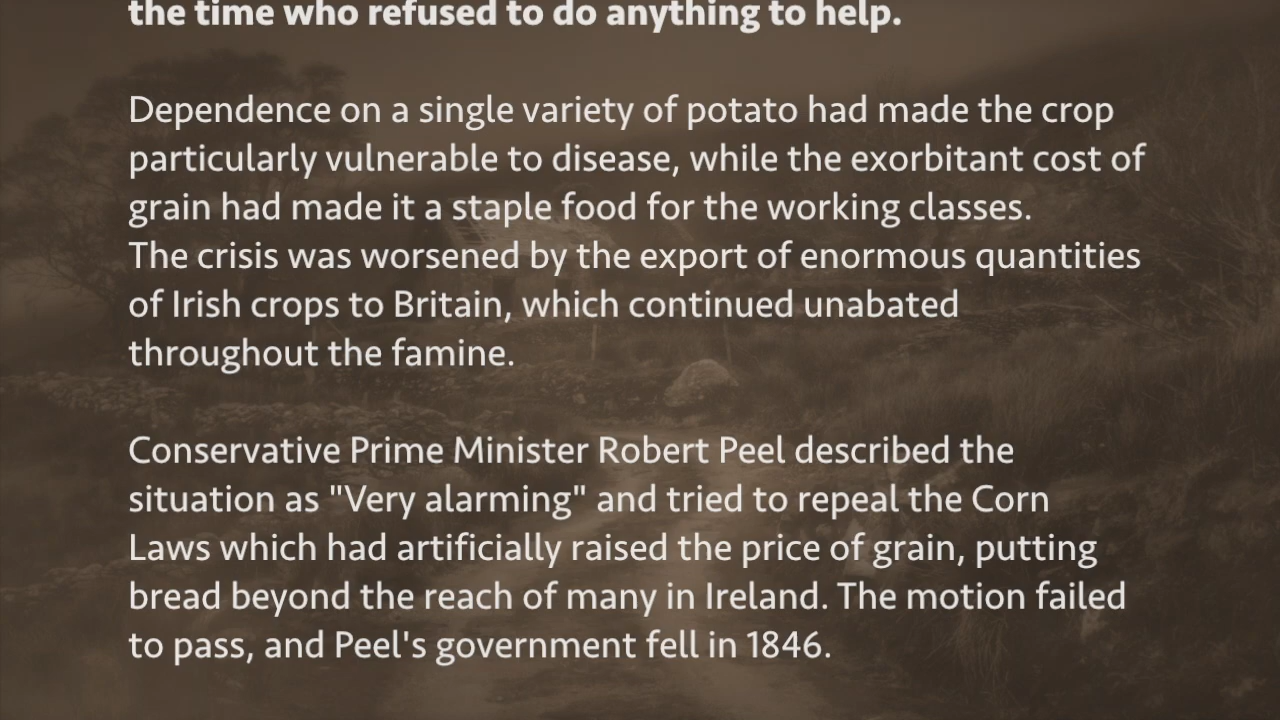 the time who refused to do anything to help.
Dependence on a single variety of potato had made the crop
particularly vulnerable to disease, while the exorbitant cost of
grain had made it a staple food for the working classes.
The crisis was worsened by the export of enormous quantities
of Irish crops to Britain, which continued unabated
throughout the famine.
Conservative Prime Minister Robert Peel described the
situation as "Very alarming" and tried to repeal the Corn
Laws which had artificially raised the price of grain, putting
bread beyond the reach of many in Ireland. The motion failed
to pass, and Peel's government fell in 1846.